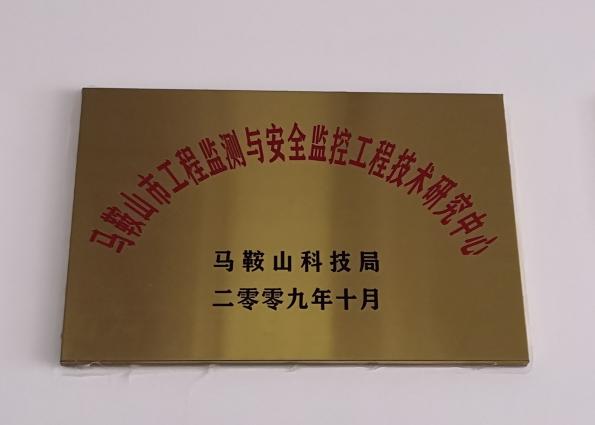 马鞍山市工程监测与安全监控工程技术研究中心
马鞍山科技局
二零零九年十月